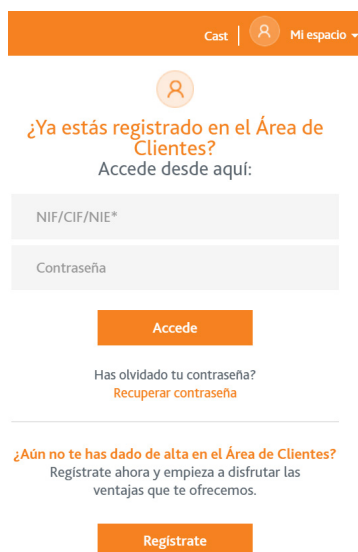 Cast | Mi espacio
¿Ya estás registrado en el Área de
Clientes?
Accede desde aquí:
NIF/CIF/NIE*
Contraseña
Accede
Has olvidado tu contraseña?
Recuperar contraseña
¿Aún no te has dado de alta en el Área de Clientes?
Regístrate ahora y empieza a disfrutar las
ventajas que te ofrecemos.
Regístrate